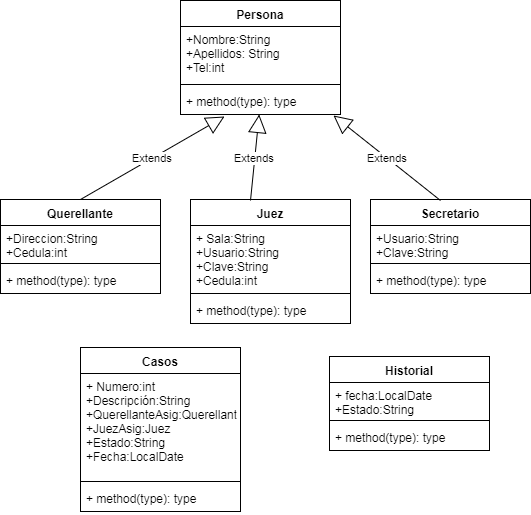 Persona
+Nombre:String
+Apellidos: String
+Tel:int
+ method(type): type
Extends
Extends
Extends
Querellante
+Direccion:String
+Cedula:int
+ method(type): type
Juez
+ Sala:String
+Usuario:String
+Clave:String
+Cedula:int
+ method(type): type
Secretario
+Usuario:String
+Clave:String
+ method(type): type
Casos
+ Numero:int
+Descripción:String
+QuerellanteAsig:Querellant
+JuezAsig:Juez
+Estado:String
+Fecha:LocalDate
+ method(type): type
Historial
+ fecha:LocalDate
+Estado:String
+ method(type): type